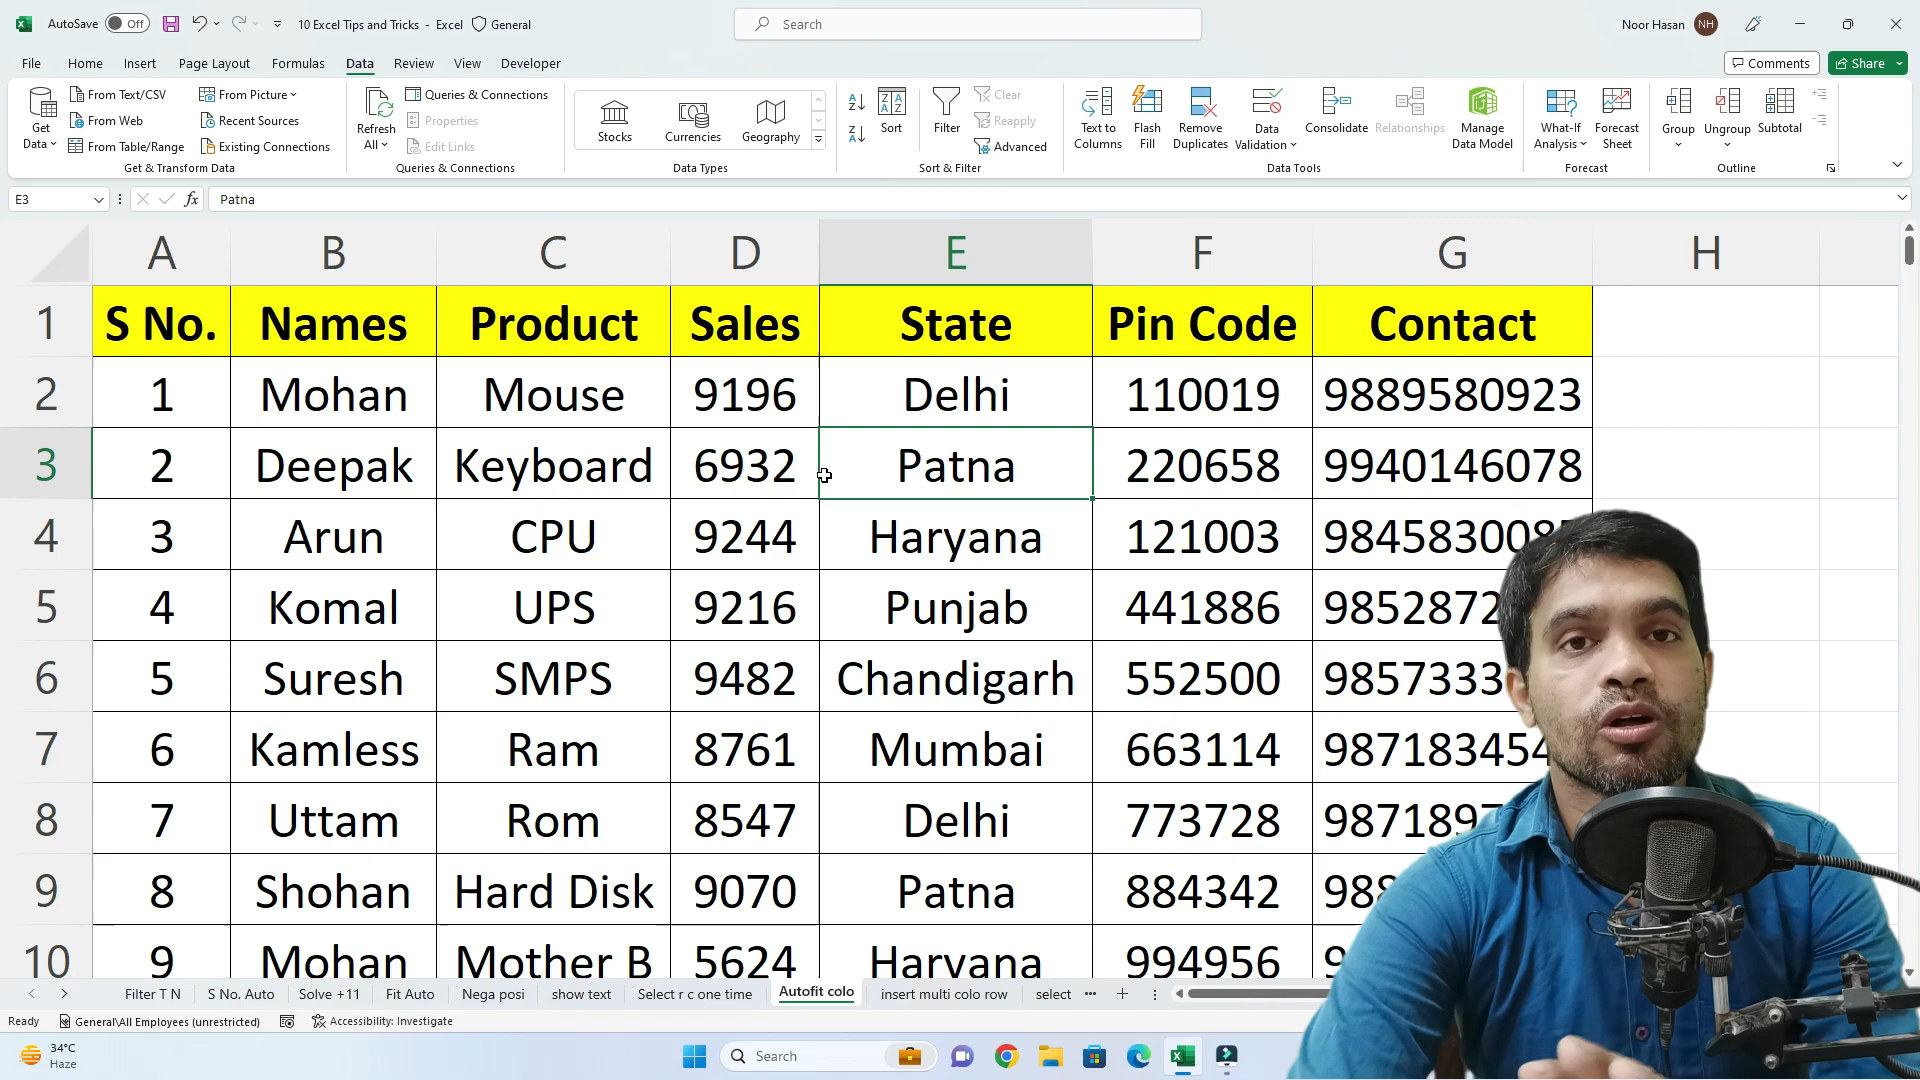 AutoSave Off 10 Excel Tips and Tricks - Excel General Search Noor Hasan NH
File Home Insert Page Layout Formulas Data Review View Developer Comments Share
Get Data
From Text/CSV
From Web
From Table/Range
From Picture
Recent Sources
Existing Connections
Get & Transform Data
Refresh All
Queries & Connections
Properties
Edit Links
Queries & Connections
Stocks Currencies Geography
Data Types
Sort
Filter
Clear
Reapply
Advanced
Sort & Filter
Text to Columns
Flash Fill
Remove Duplicates
Data Validation
Consolidate
Relationships
Manage Data Model
Data Tools
What-If Analysis
Forecast Sheet
Forecast
Group
Ungroup
Subtotal
Outline
E3 fx Patna
A B C D E F G H
1 S No. Names Product Sales State Pin Code Contact
2 1 Mohan Mouse 9196 Delhi 110019 9889580923
3 2 Deepak Keyboard 6932 Patna 220658 9940146078
4 3 Arun CPU 9244 Haryana 121003 984583008
5 4 Komal UPS 9216 Punjab 441886 9852872
6 5 Suresh SMPS 9482 Chandigarh 552500 9857333
7 6 Kamless Ram 8761 Mumbai 663114 987183454
8 7 Uttam Rom 8547 Delhi 773728 987189
9 8 Shohan Hard Disk 9070 Patna 884342 98
10 9 Mohan Mother B 5624 Haryana 994956 9
Filter T N S No. Auto Solve +11 Fit Auto Nega posi show text Select r c one time Autofit colo insert multi colo row select ...
Ready General\All Employees (unrestricted) Accessibility: Investigate
34°C
Haze
Search